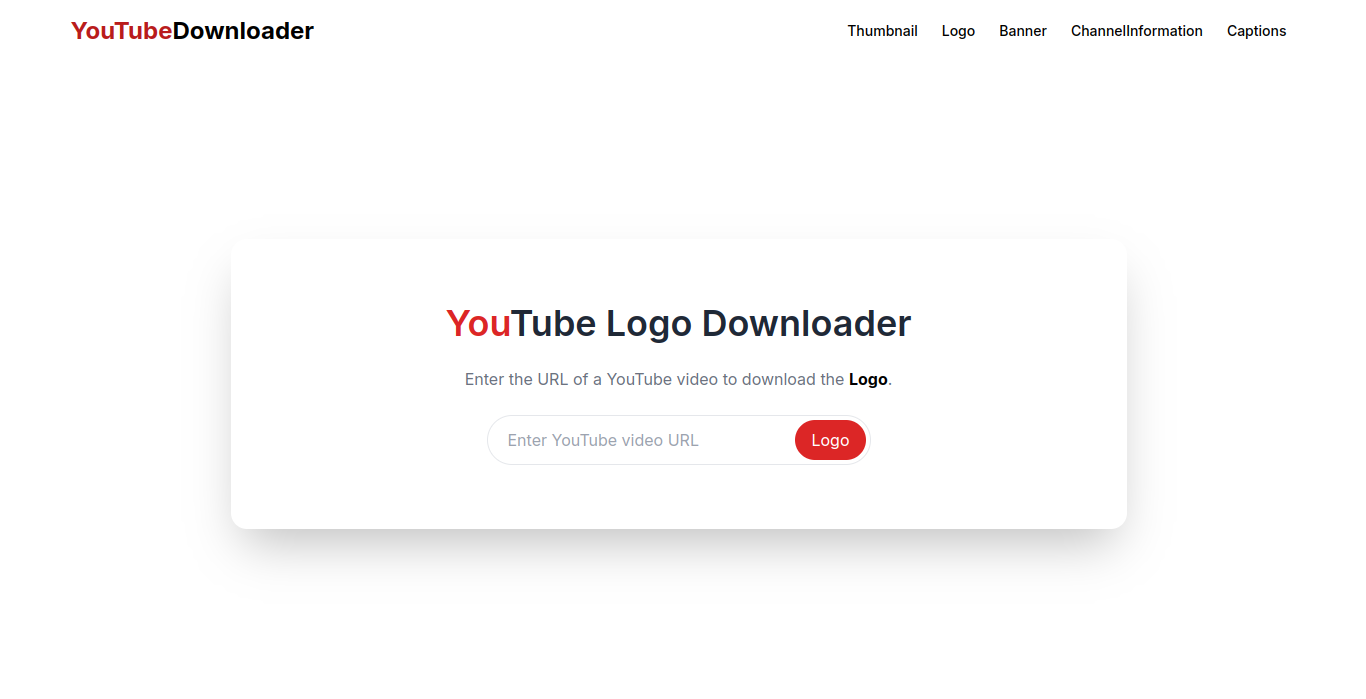 YouTubeDownloader Thumbnail Logo Banner ChannelInformation Captions
YouTube Logo Downloader
Enter the URL of a YouTube video to download the Logo.
Enter YouTube video URL Logo